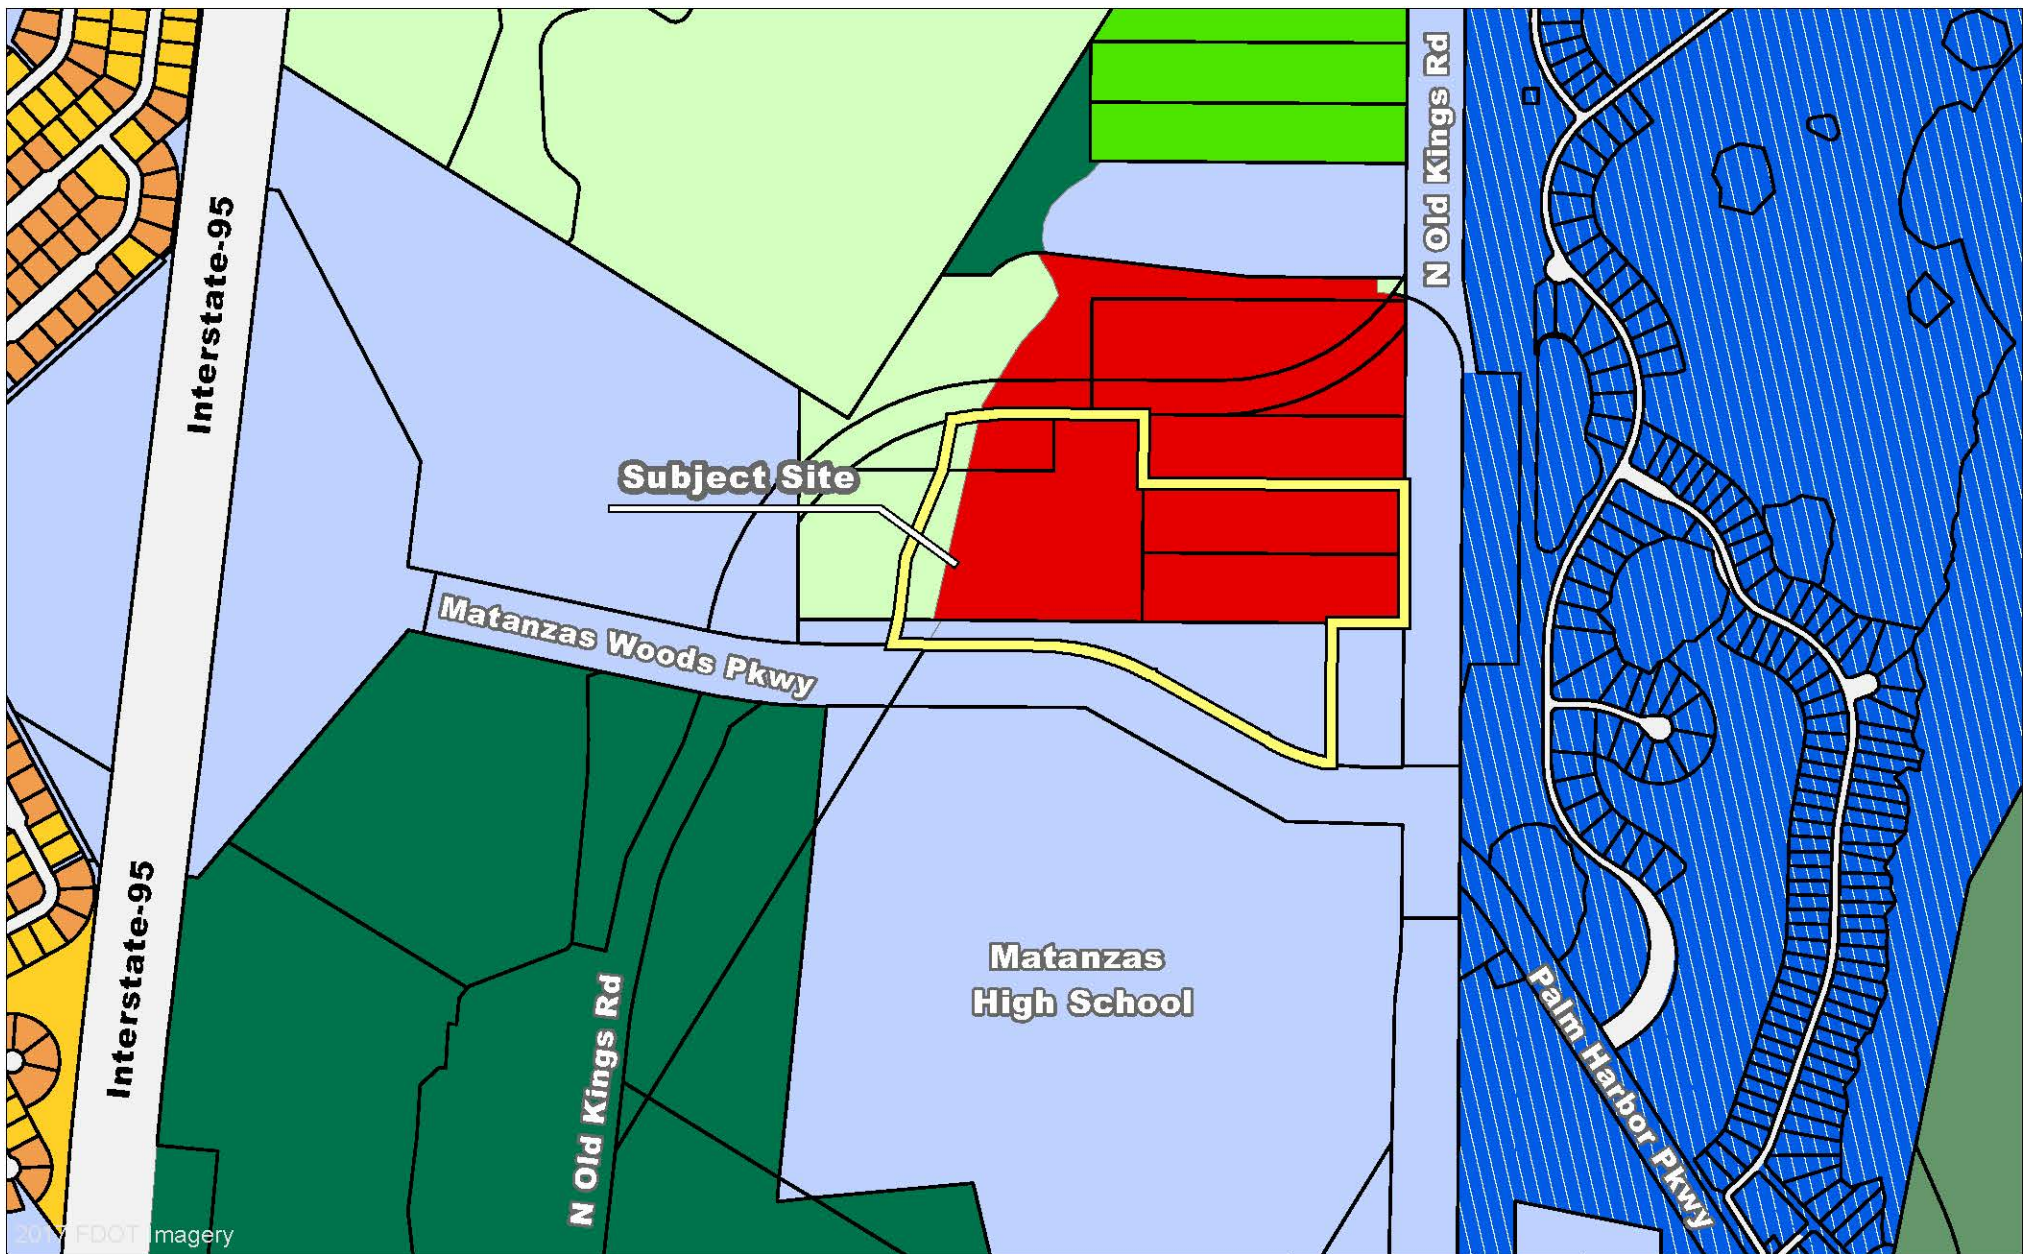 N Old Kings Rd
Interstate-95
Subject Site
Matanzas Woods Pkwy
Matanzas
High School
Interstate-95
N Old Kings Rd
Palm Harbor Pkwy
2017 FDOT Imagery